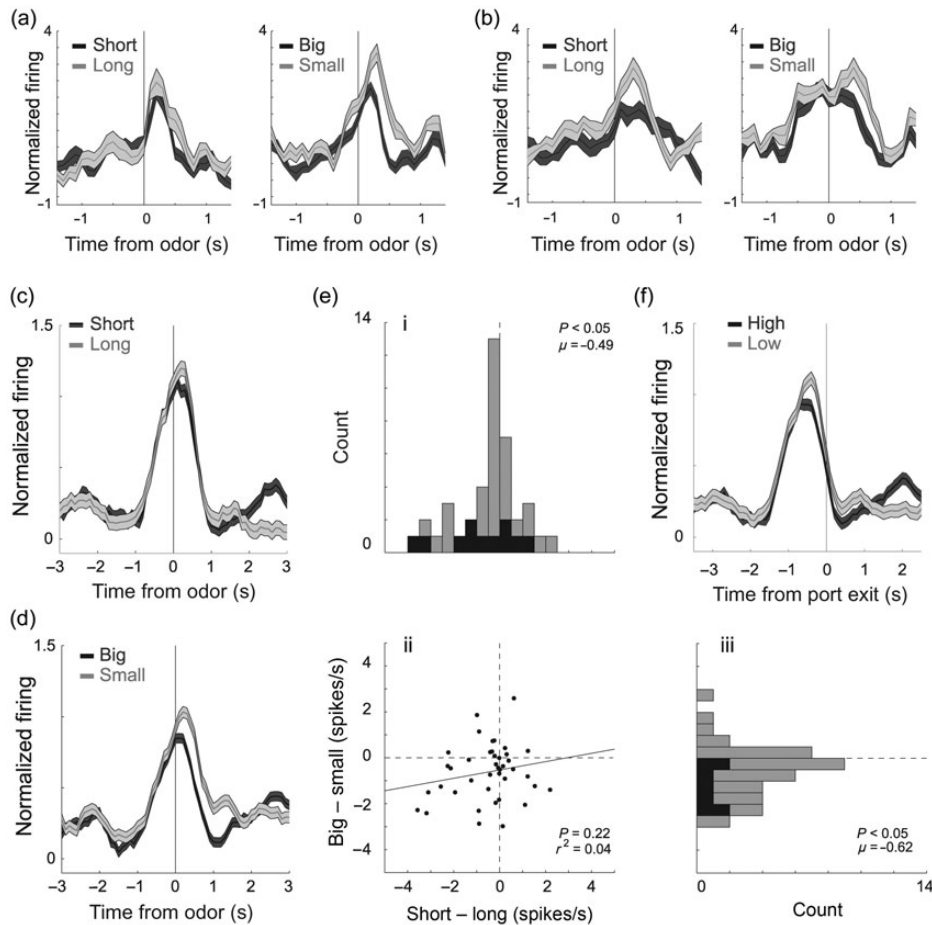 (a)
4
Short
Long
Normalized firing
-1
-1
0
1
Time from odor (s)
4
Big
Small
-1
-1
0
1
Time from odor (s)
(b)
4
Short
Long
Normalized firing
-1
-1
0
1
Time from odor (s)
4
Big
Small
-1
-1
0
1
Time from odor (s)
(c)
1.5
Short
Long
Normalized firing
0
−3 −2 −1 0 1 2 3
Time from odor (s)
(e)
i
14
P < 0.05
μ = −0.49
Count
0
(f)
1.5
High
Low
Normalized firing
0
−3 −2 −1 0 1 2
Time from port exit (s)
(d)
1.5
Big
Small
Normalized firing
0
−3 −2 −1 0 1 2 3
Time from odor (s)
ii
Big – small (spikes/s)
4
2
0
−2
−4
P = 0.22
r² = 0.04
−4 −2 0 2 4
Short – long (spikes/s)
iii
4
2
0
−2
−4
P < 0.05
μ = −0.62
0 14
Count